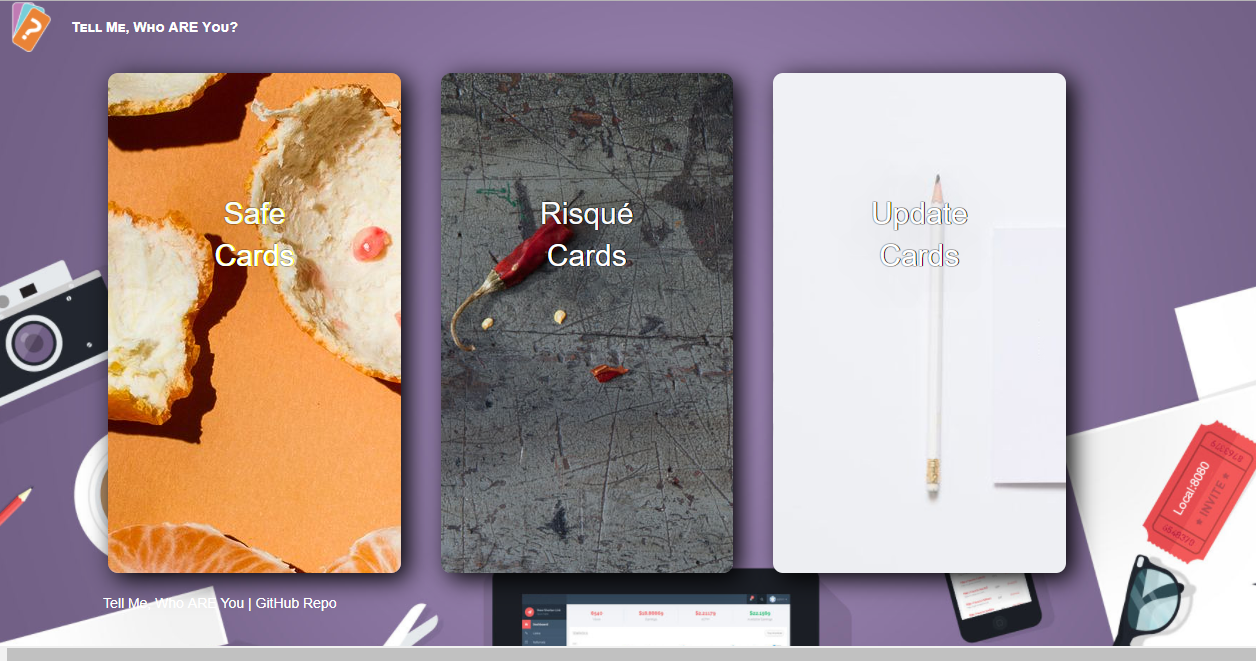 ?
Tell Me, Who ARE You?
Safe
Cards
Risqué
Cards
Update
Cards
Local:8080
INVITE
Tell Me, Who ARE You | GitHub Repo